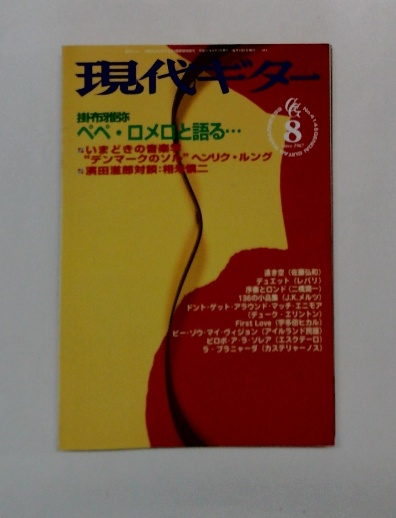 現代ギター
掛布雅弥
ペペ・ロメロと語る…
いまどきの音楽
"デンマークのソル"ヘンリク・ルング
濱田滋郎対談:
8
遠き空(佐藤弘和)
デュエット(レバリ)
序奏とロンド(二橋潤一)
136の小品集(J.K.メルツ)
ドント・ゲット・アラウンド・マッチ・エニモア
(デューク・エリントン)
First Love(宇多田ヒカル)
ビー・ゾウ・マイ・ヴィジョン(アイルランド民謡)
ピロポ・ア・ラ・ソレア(エスクデーロ)
ラ・プラニャーダ(カステリャーノス)